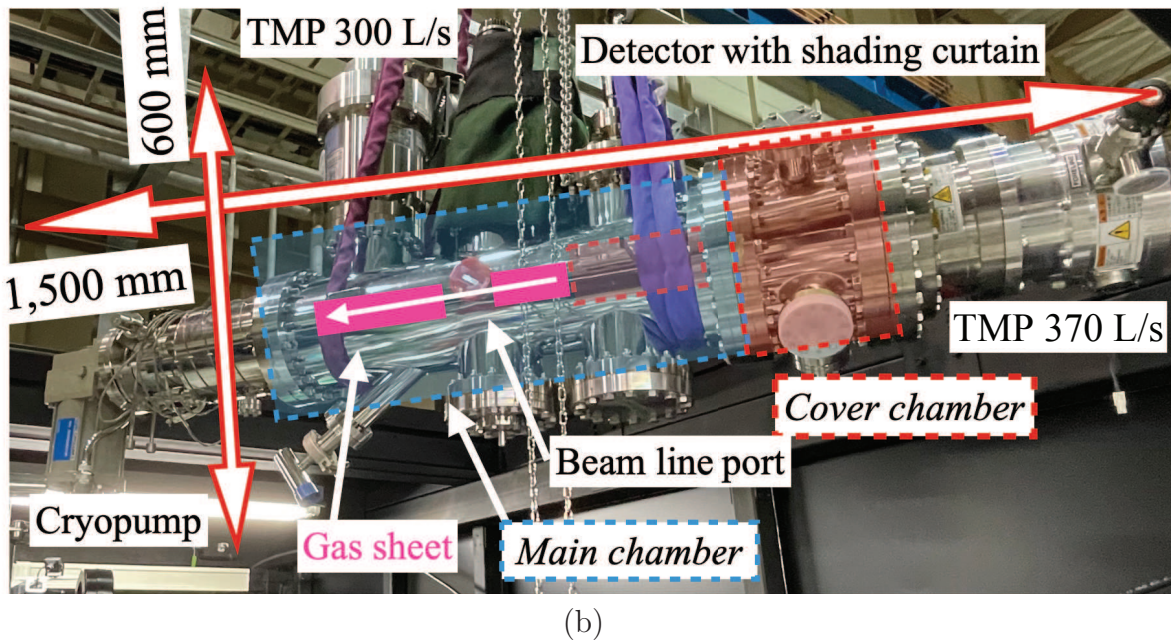 TMP 300 L/s
600 mm
Detector with shading curtain
1,500 mm
TMP 370 L/s
Cover chamber
Beam line port
Cryopump
Gas sheet
Main chamber
(b)